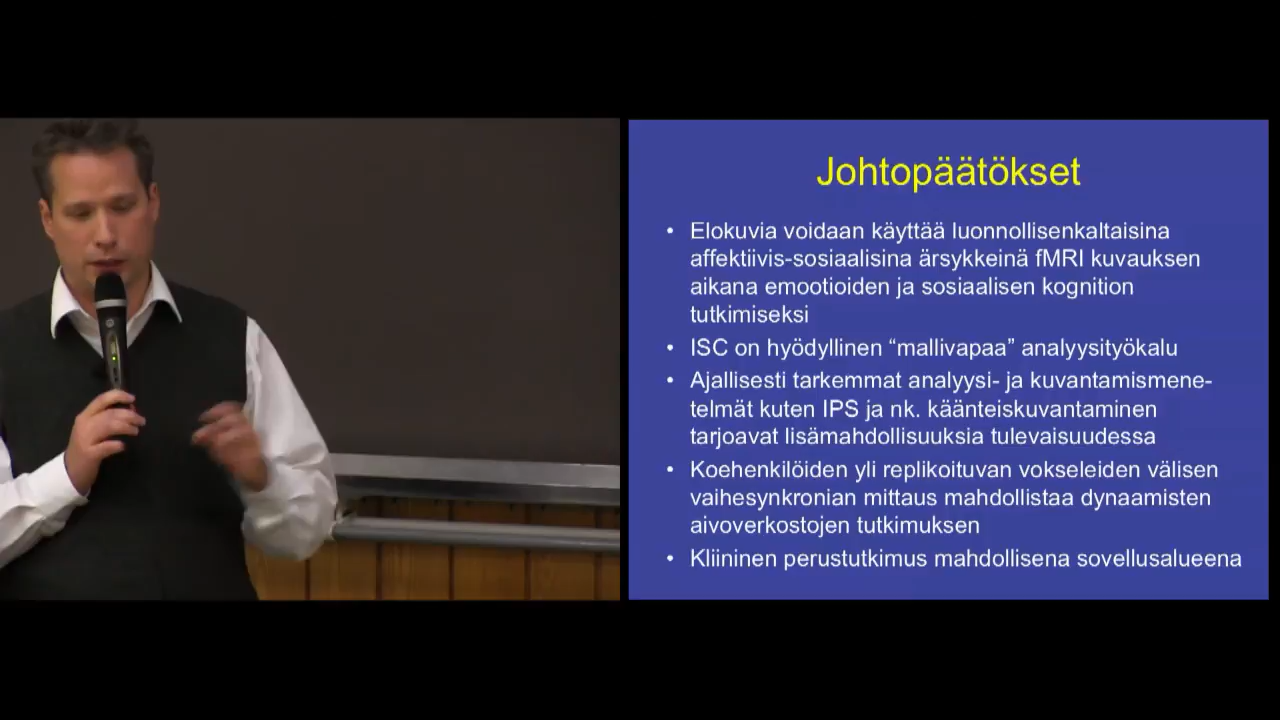 Johtopäätökset
• Elokuvia voidaan käyttää luonnollisenkaltaisina
affektiivis-sosiaalisina ärsykkeinä fMRI kuvauksen
aikana emootioiden ja sosiaalisen kognition
tutkimiseksi
• ISC on hyödyllinen “mallivapaa” analyysityökalu
• Ajallisesti tarkemmat analyysi- ja kuvantamismene-
telmät kuten IPS ja nk. käänteiskuvantaminen
tarjoavat lisämahdollisuuksia tulevaisuudessa
• Koehenkilöiden yli replikoituvan vokseleiden välisen
vaihesynkronian mittaus mahdollistaa dynaamisten
aivoverkostojen tutkimuksen
• Kliininen perustutkimus mahdollisena sovellusalueena